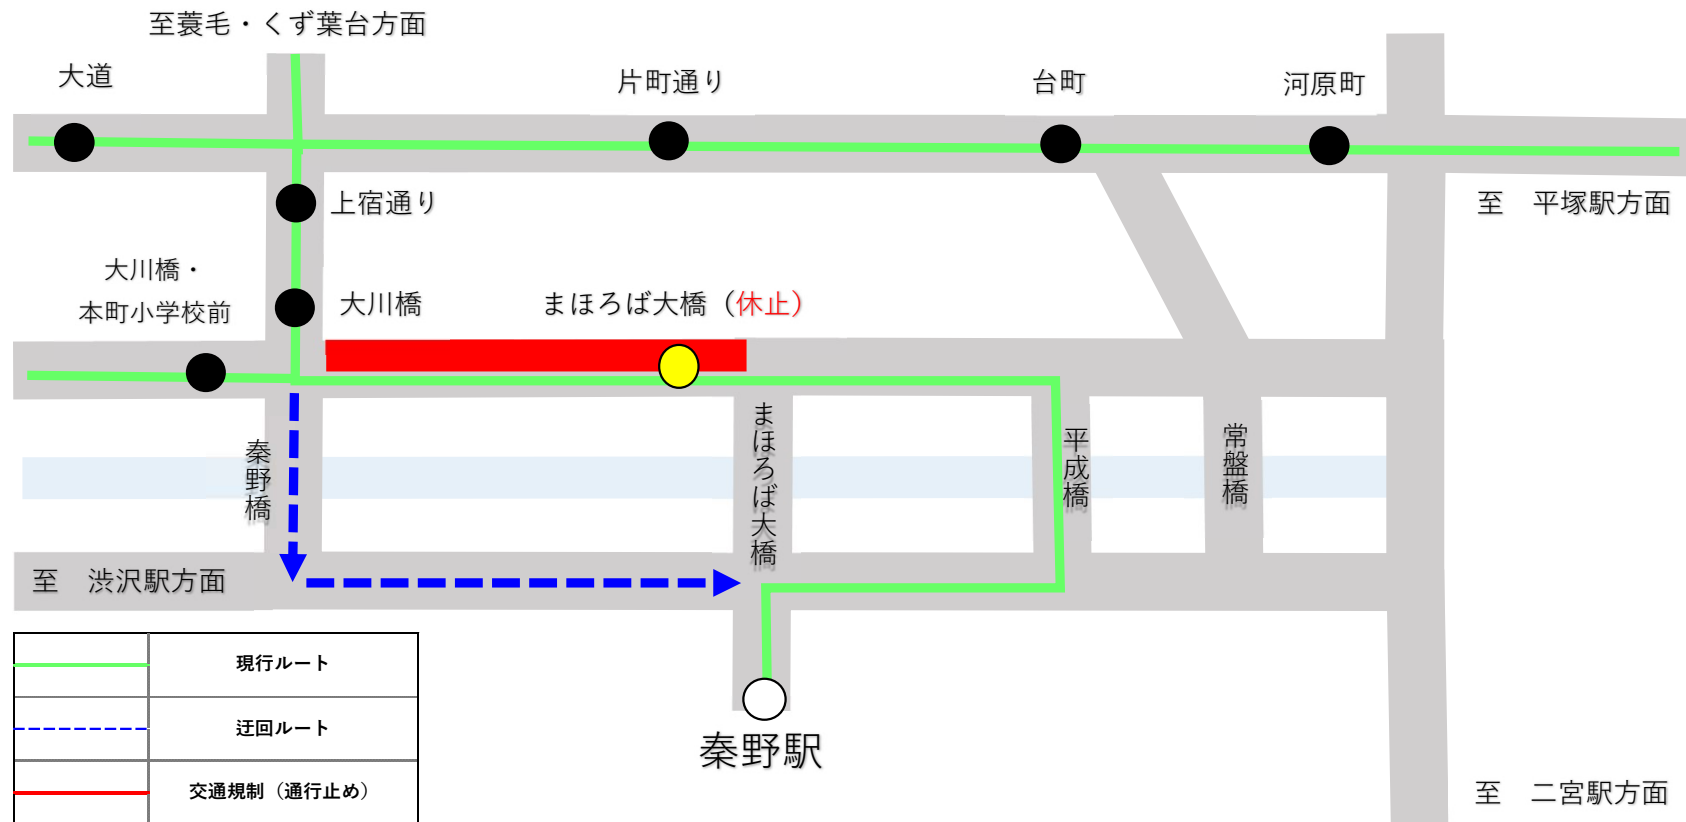 至蓑毛・くず葉台方面
大道
片町通り
台町
河原町
至　平塚駅方面
上宿通り
大川橋・
本町小学校前
大川橋
まほろば大橋（休止）
秦野橋
まほろば大橋
平成橋
常盤橋
至　渋沢駅方面
現行ルート
迂回ルート
交通規制（通行止め）
秦野駅
至　二宮駅方面